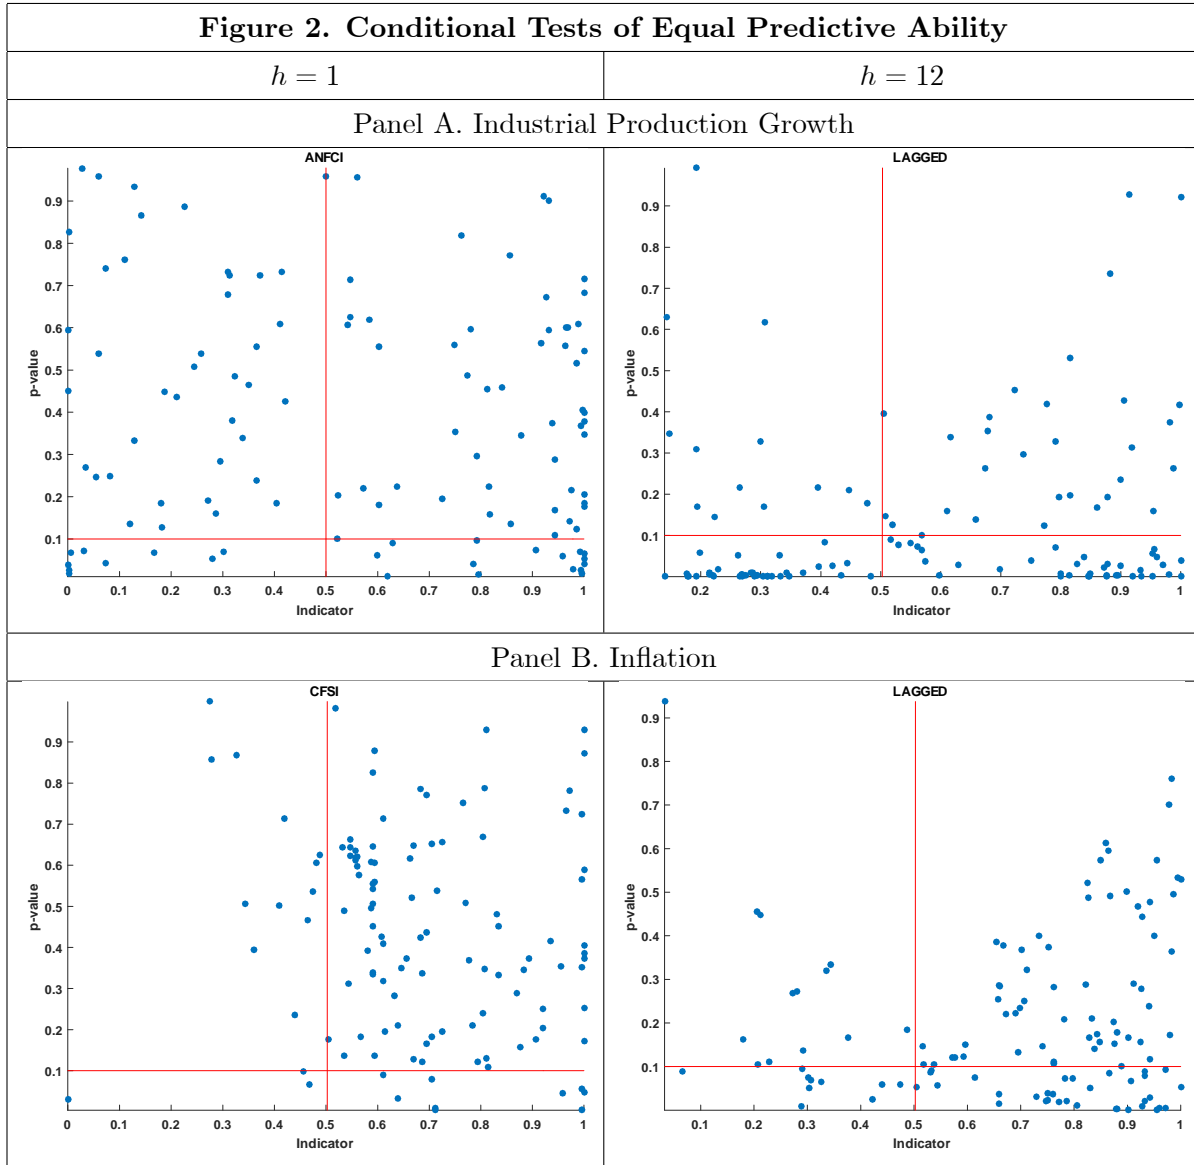 Figure 2. Conditional Tests of Equal Predictive Ability
h = 1
h = 12
Panel A. Industrial Production Growth
ANFCI
0.9
0.8
0.7
0.6
0.5
0.4
0.3
0.2
0.1
p-value
0 0.1 0.2 0.3 0.4 0.5 0.6 0.7 0.8 0.9 1
Indicator
LAGGED
0.9
0.8
0.7
0.6
0.5
0.4
0.3
0.2
0.1
p-value
0.2 0.3 0.4 0.5 0.6 0.7 0.8 0.9 1
Indicator
Panel B. Inflation
CFSI
0.9
0.8
0.7
0.6
0.5
0.4
0.3
0.2
0.1
p-value
0 0.1 0.2 0.3 0.4 0.5 0.6 0.7 0.8 0.9 1
Indicator
LAGGED
0.9
0.8
0.7
0.6
0.5
0.4
0.3
0.2
0.1
p-value
0.1 0.2 0.3 0.4 0.5 0.6 0.7 0.8 0.9 1
Indicator